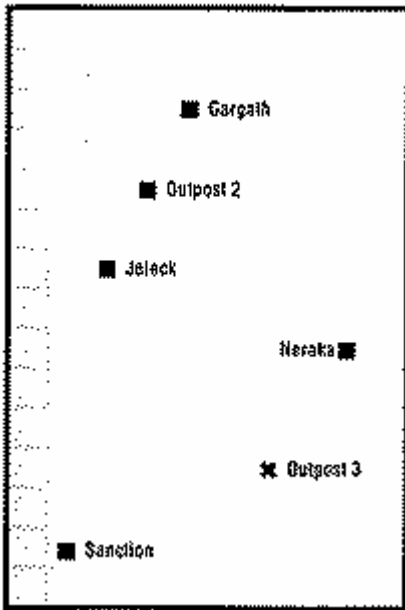 Gargath
Outpost 2
Jeleck
Neraka
Outpost 3
Sanction